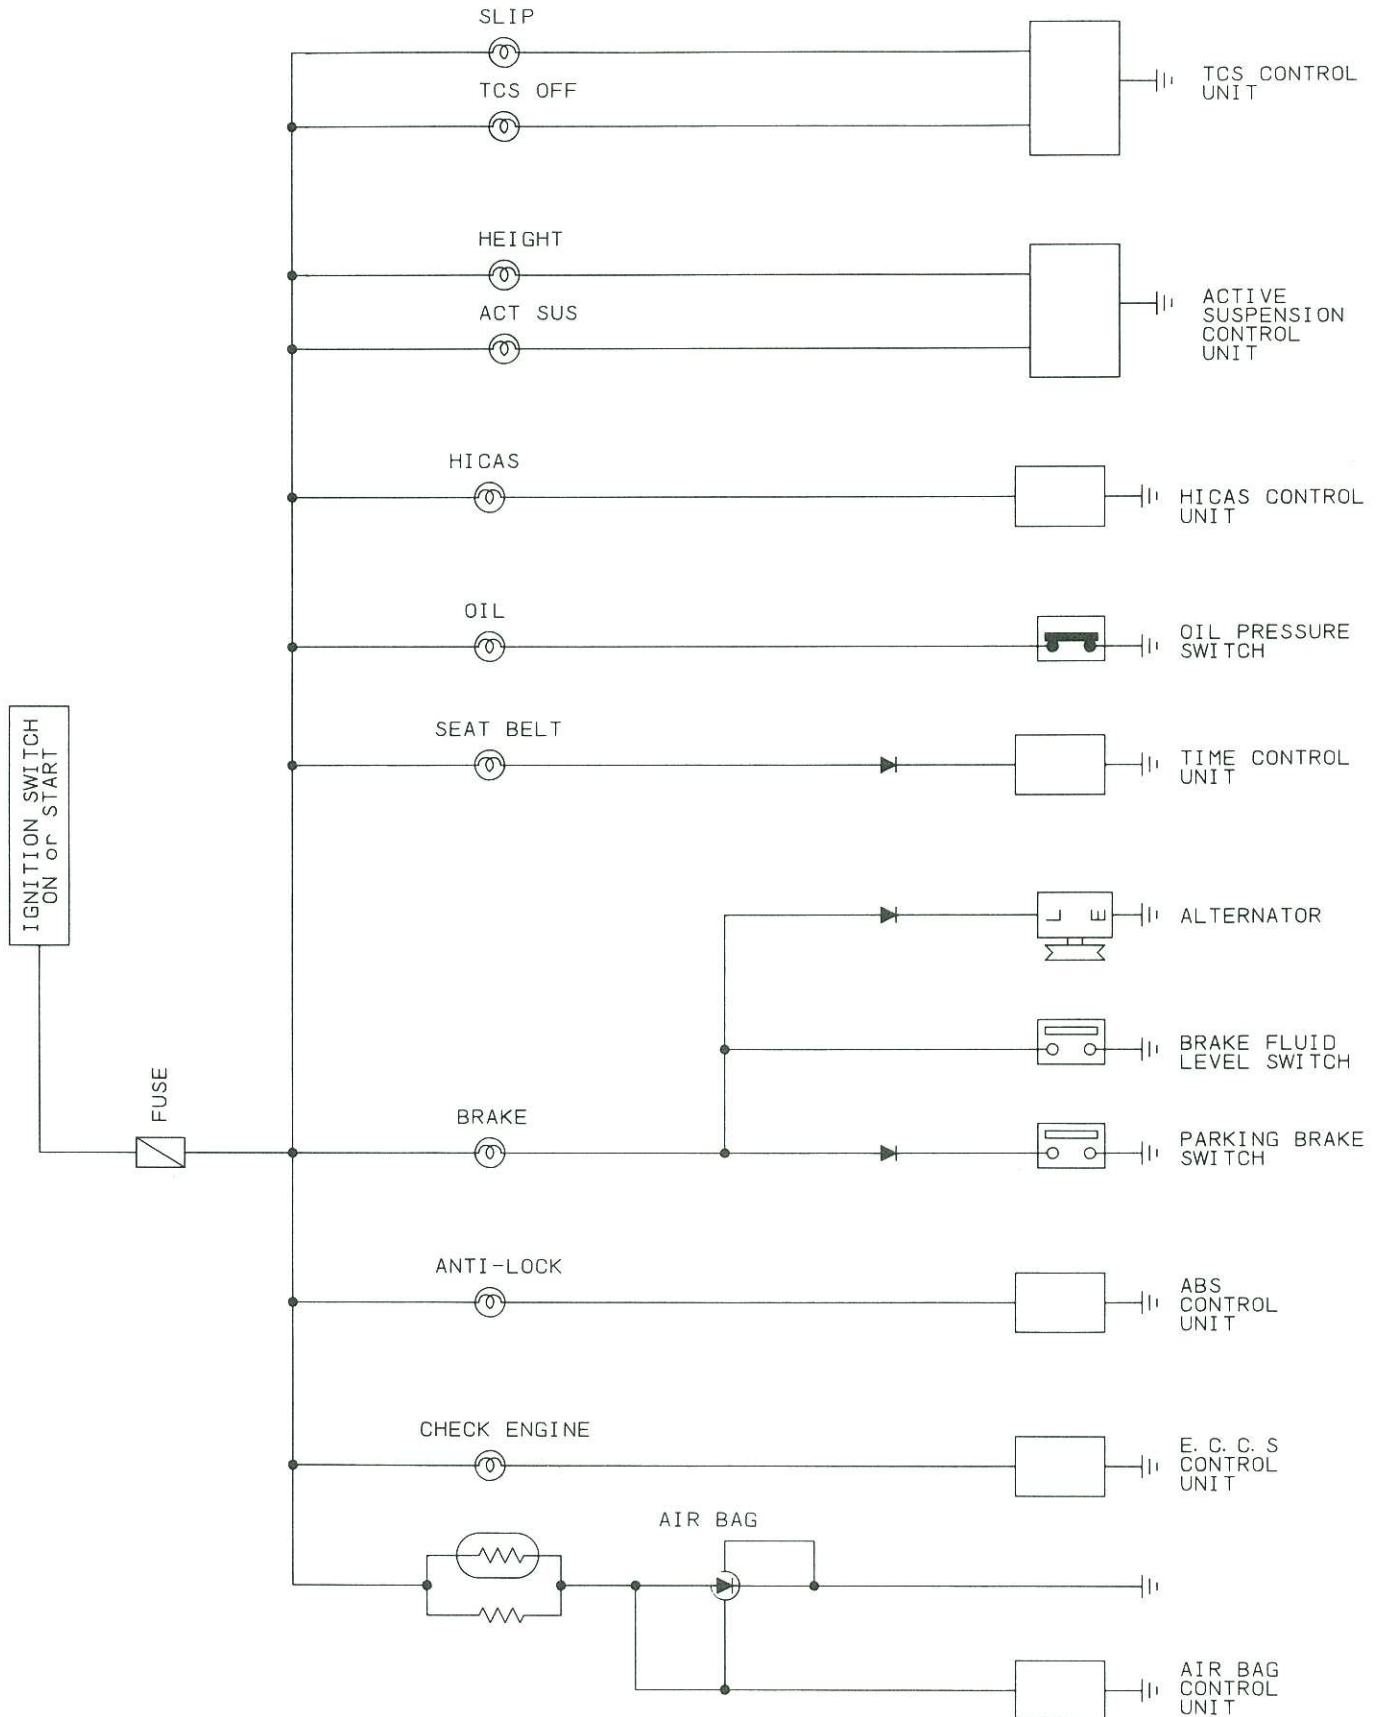 SLIP
TCS OFF
TCS CONTROL
UNIT
HEIGHT
ACT SUS
ACTIVE
SUSPENSION
CONTROL
UNIT
HICAS
HICAS CONTROL
UNIT
OIL
OIL PRESSURE
SWITCH
SEAT BELT
TIME CONTROL
UNIT
IGNITION SWITCH
ON or START
L E
ALTERNATOR
BRAKE FLUID
LEVEL SWITCH
FUSE
BRAKE
PARKING BRAKE
SWITCH
ANTI-LOCK
ABS
CONTROL
UNIT
CHECK ENGINE
E. C. C. S
CONTROL
UNIT
AIR BAG
AIR BAG
CONTROL
UNIT